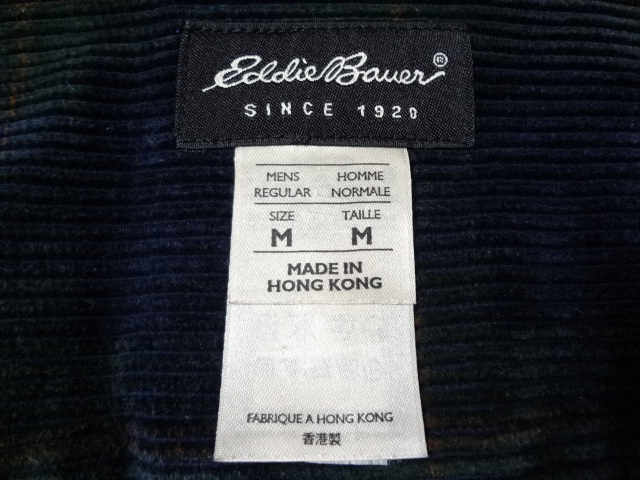 Eddie Bauer®
SINCE 1920
MENS HOMME
REGULAR NORMALE
SIZE TAILLE
M M
MADE IN
HONG KONG
FABRIQUE A HONG KONG
香港製